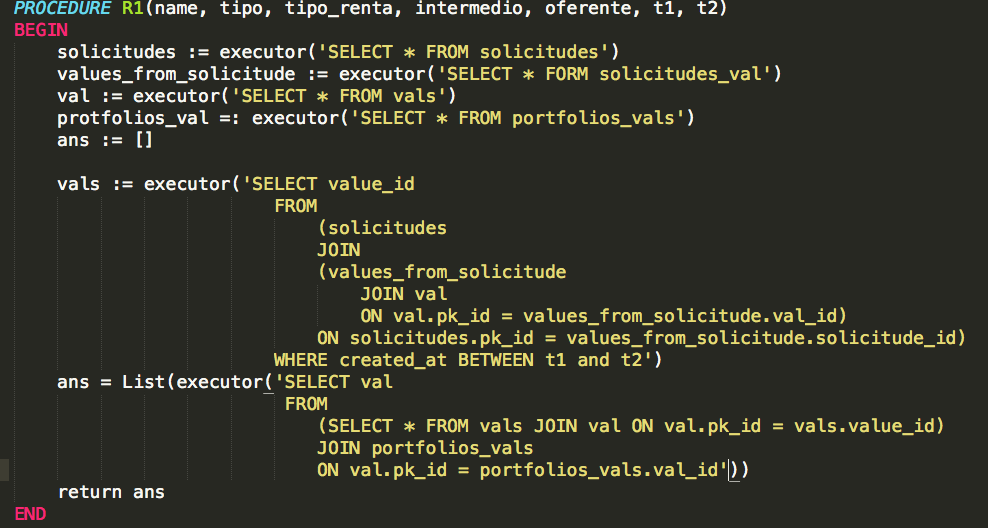 PROCEDURE R1(name, tipo, tipo_renta, intermedio, oferente, t1, t2)
BEGIN
solicitudes := executor('SELECT * FROM solicitudes')
values_from_solicitude := executor('SELECT * FORM solicitudes_val')
val := executor('SELECT * FROM vals')
protfolios_val =: executor('SELECT * FROM portfolios_vals')
ans := []
vals := executor('SELECT value_id
FROM
(solicitudes
JOIN
(values_from_solicitude
JOIN val
ON val.pk_id = values_from_solicitude.val_id)
ON solicitudes.pk_id = values_from_solicitude.solicitude_id)
WHERE created_at BETWEEN t1 and t2')
ans = List(executor('SELECT val
FROM
(SELECT * FROM vals JOIN val ON val.pk_id = vals.value_id)
JOIN portfolios_vals
ON val.pk_id = portfolios_vals.val_id'))
return ans
END